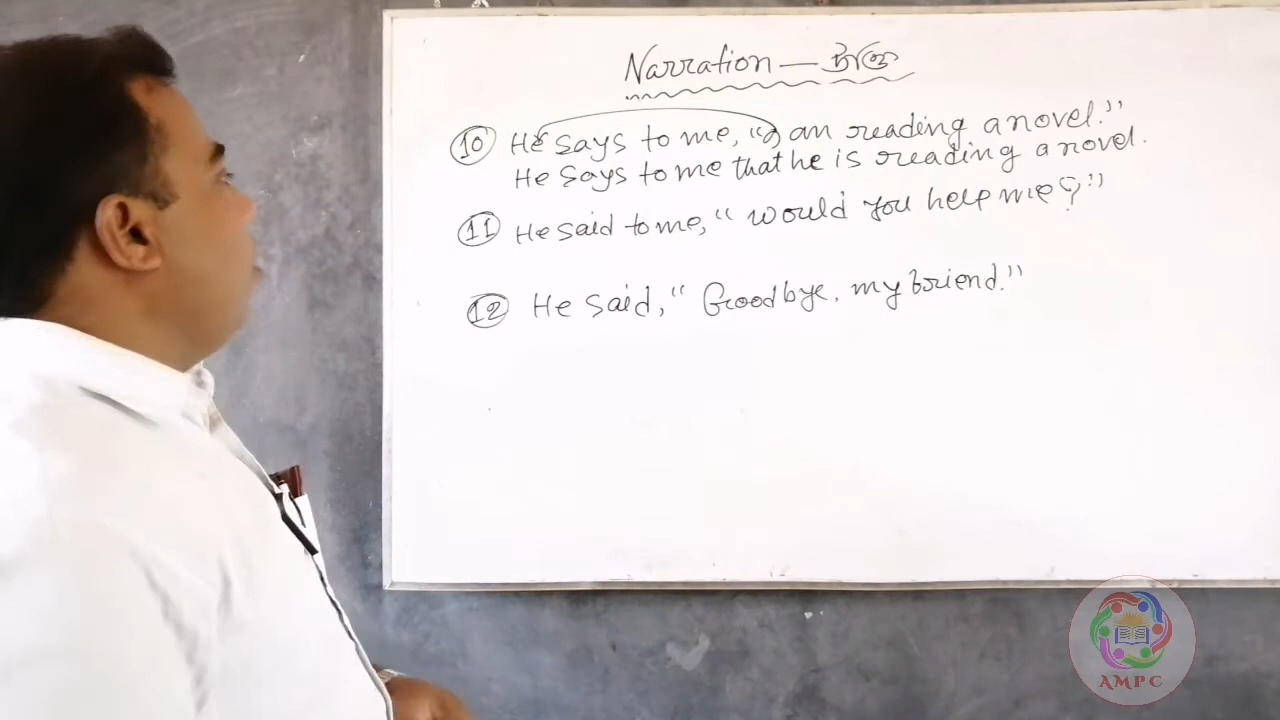 Narration —
⑩ He says to me, "I am reading a novel."
He says to me that he is reading a novel.
⑪ He said to me, "would you help me?"
⑫ He said, "Goodbye, my friend."
AMPC